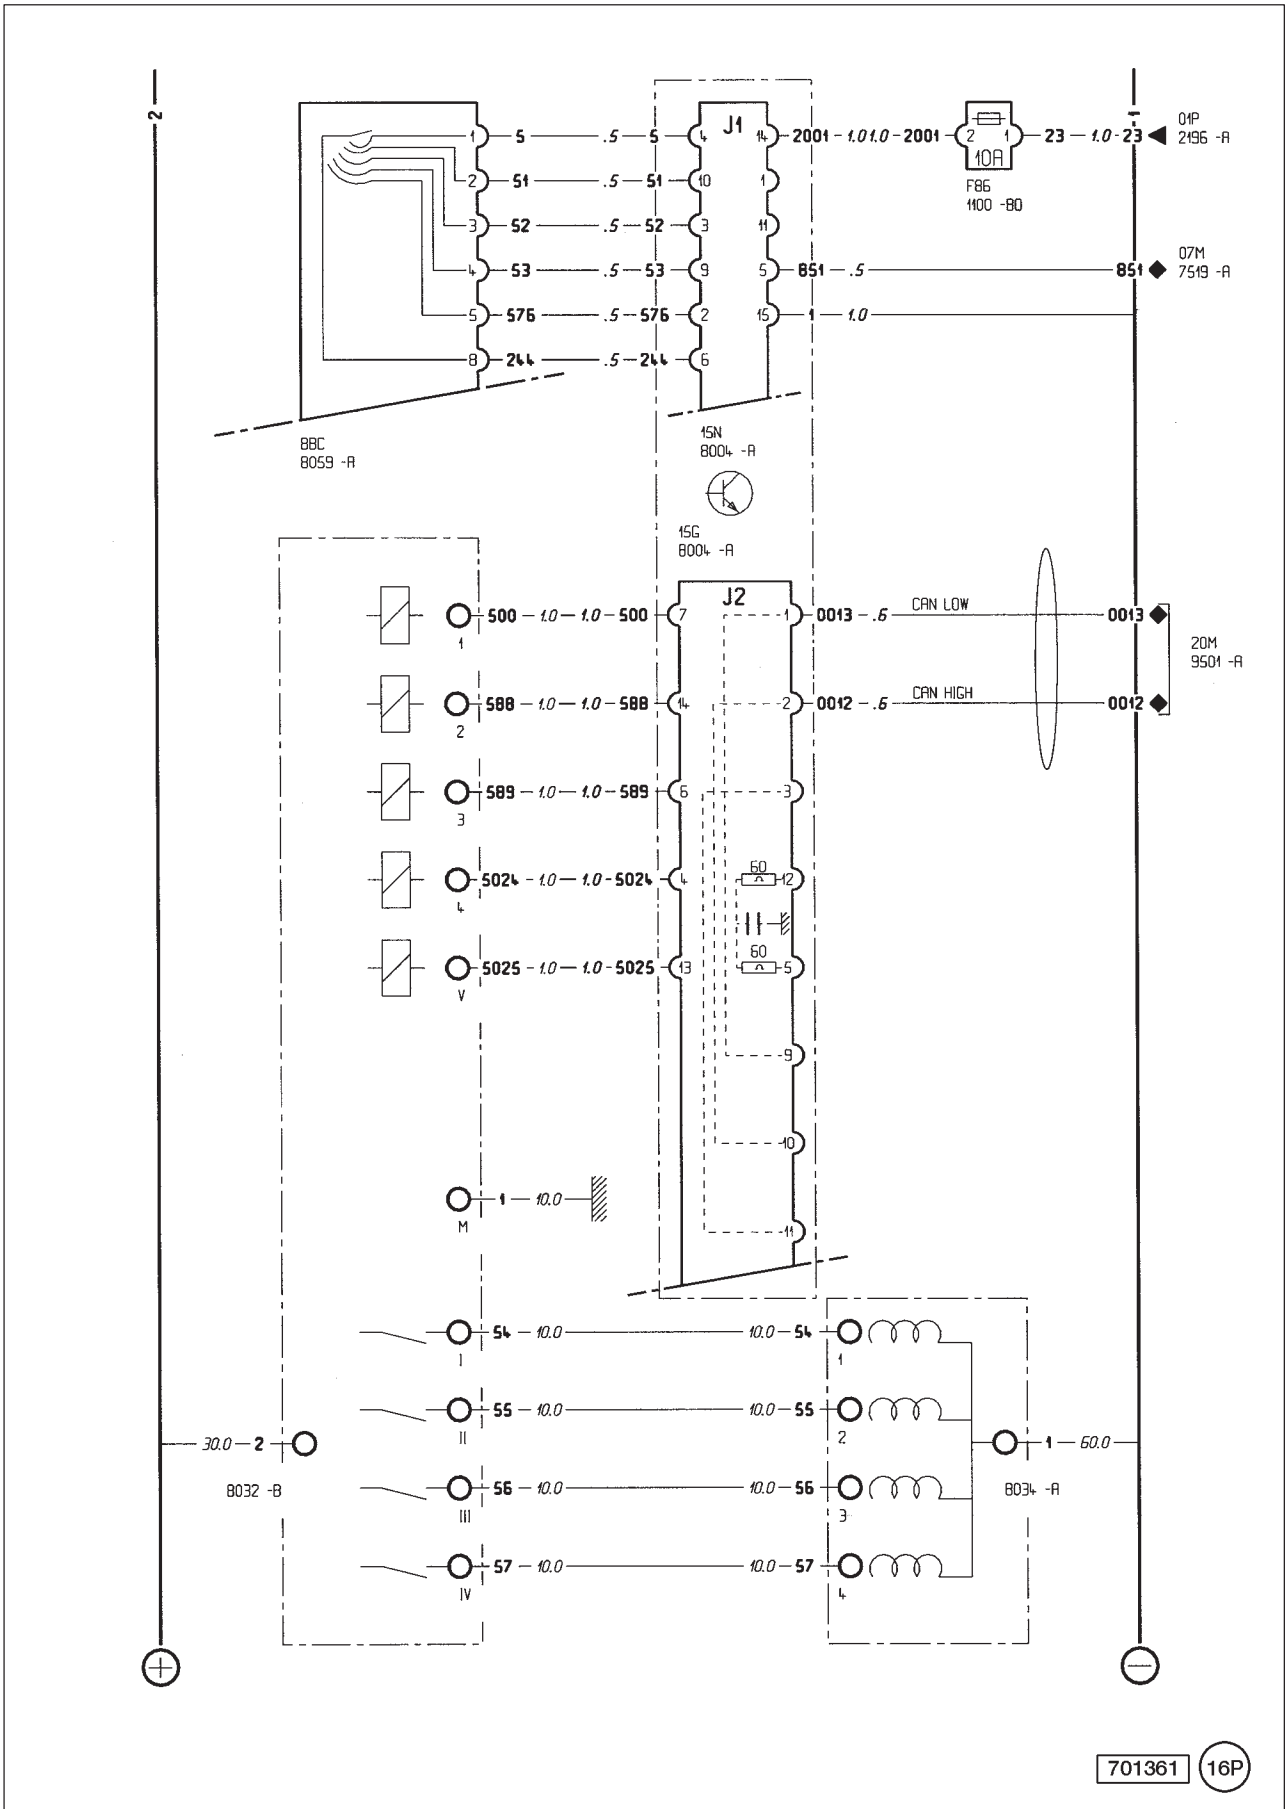 2
1
1 5 .5 5 4 J1 14 2001 1.0 1.0 2001 2 1 23 1.0 23 01P
2196 -A
10A
2 51 .5 51 10 1
F86
1100 -80
3 52 .5 52 3 11
4 53 .5 53 9 5 851 .5 851 07M
7519 -A
5 576 .5 576 2 15 1 1.0
8 244 .5 244 6
15N
8004 -A
88C
8059 -A
15G
8004 -A
J2
1 500 1.0 1.0 500 7 1 0013 .6 CAN LOW 0013
20M
9501 -A
2 588 1.0 1.0 588 14 2 0012 .6 CAN HIGH 0012
3 589 1.0 1.0 589 6 3
4 5024 1.0 1.0 5024 4 60 12
V 5025 1.0 1.0 5025 13 60 5
9
10
M 1 10.0
11
I 54 10.0 10.0 54 1
II 55 10.0 10.0 55 2
30.0 2
1 60.0
8032 -B
8034 -A
III 56 10.0 10.0 56 3
IV 57 10.0 10.0 57 4
+
−
701361 16P